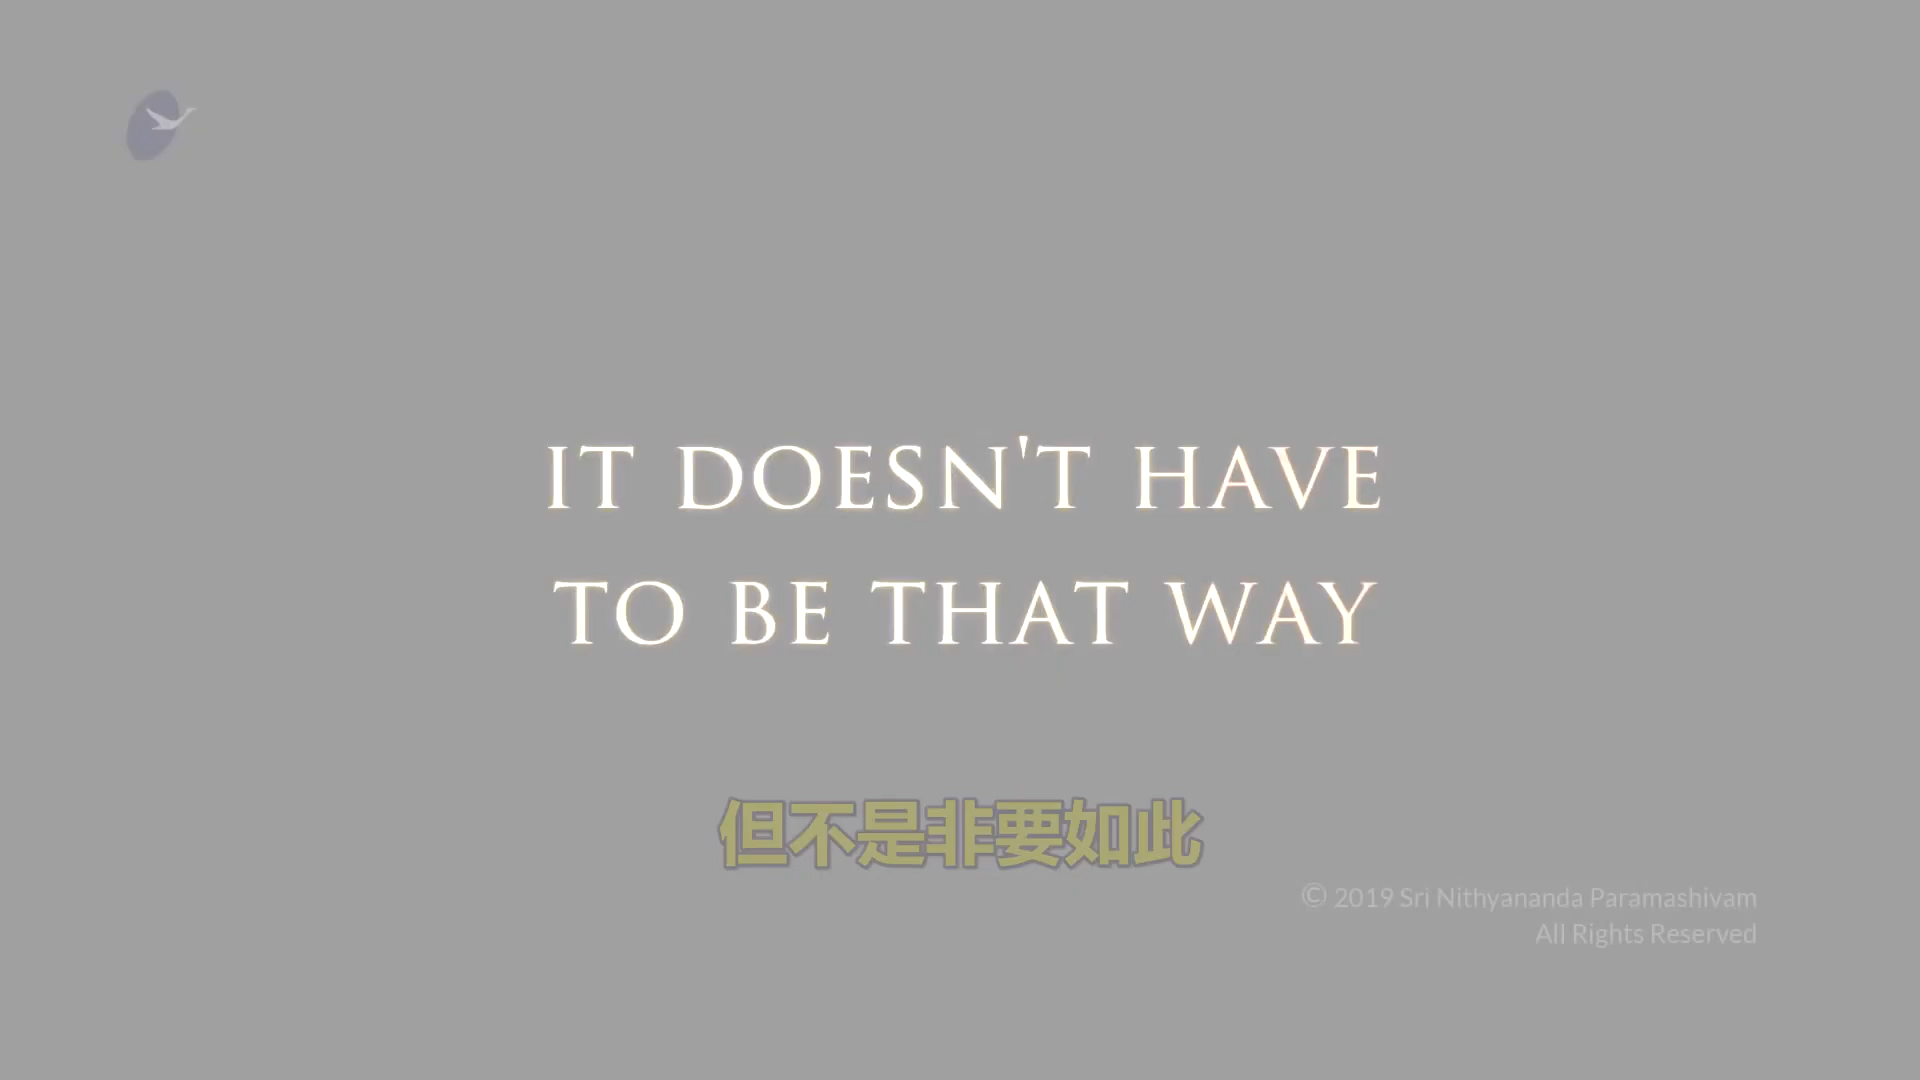 IT DOESN'T HAVE
TO BE THAT WAY
但不是非要如此
© 2019 Sri Nithyananda Paramashivam
All Rights Reserved